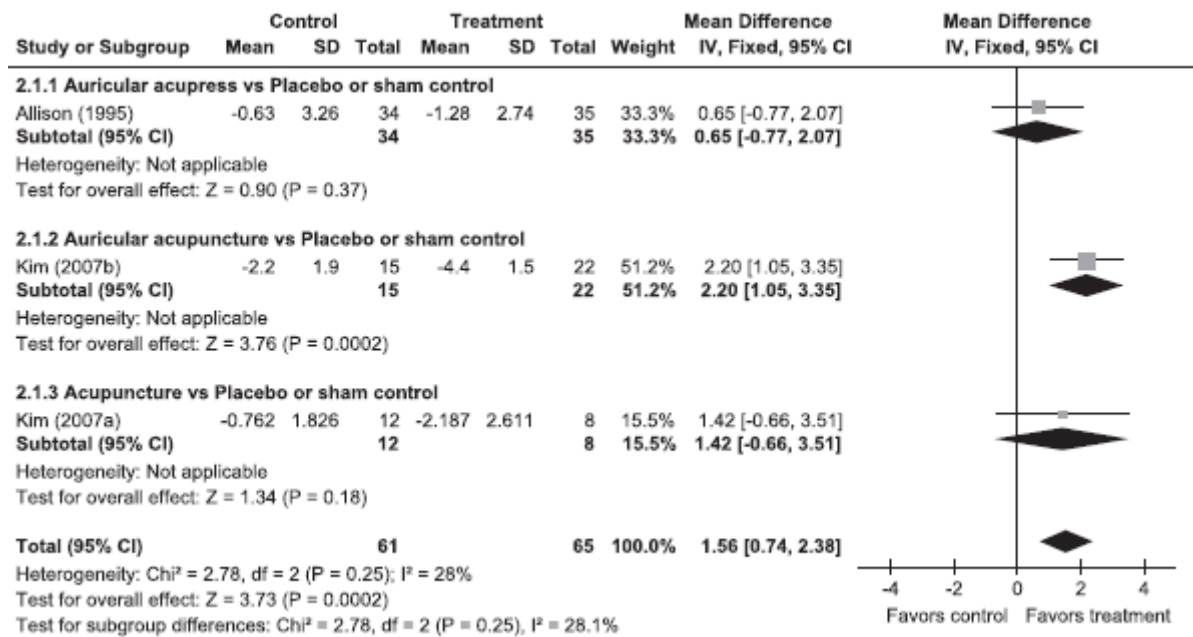 Control Treatment Mean Difference Mean Difference
Study or Subgroup Mean SD Total Mean SD Total Weight IV, Fixed, 95% CI IV, Fixed, 95% CI
2.1.1 Auricular acupress vs Placebo or sham control
Allison (1995) -0.63 3.26 34 -1.28 2.74 35 33.3% 0.65 [-0.77, 2.07]
Subtotal (95% CI) 34 35 33.3% 0.65 [-0.77, 2.07]
Heterogeneity: Not applicable
Test for overall effect: Z = 0.90 (P = 0.37)
2.1.2 Auricular acupuncture vs Placebo or sham control
Kim (2007b) -2.2 1.9 15 -4.4 1.5 22 51.2% 2.20 [1.05, 3.35]
Subtotal (95% CI) 15 22 51.2% 2.20 [1.05, 3.35]
Heterogeneity: Not applicable
Test for overall effect: Z = 3.76 (P = 0.0002)
2.1.3 Acupuncture vs Placebo or sham control
Kim (2007a) -0.762 1.826 12 -2.187 2.611 8 15.5% 1.42 [-0.66, 3.51]
Subtotal (95% CI) 12 8 15.5% 1.42 [-0.66, 3.51]
Heterogeneity: Not applicable
Test for overall effect: Z = 1.34 (P = 0.18)
Total (95% CI) 61 65 100.0% 1.56 [0.74, 2.38]
Heterogeneity: Chi² = 2.78, df = 2 (P = 0.25); I² = 28%
Test for overall effect: Z = 3.73 (P = 0.0002)
Test for subgroup differences: Chi² = 2.78, df = 2 (P = 0.25), I² = 28.1%
-4 -2 0 2 4
Favors control Favors treatment